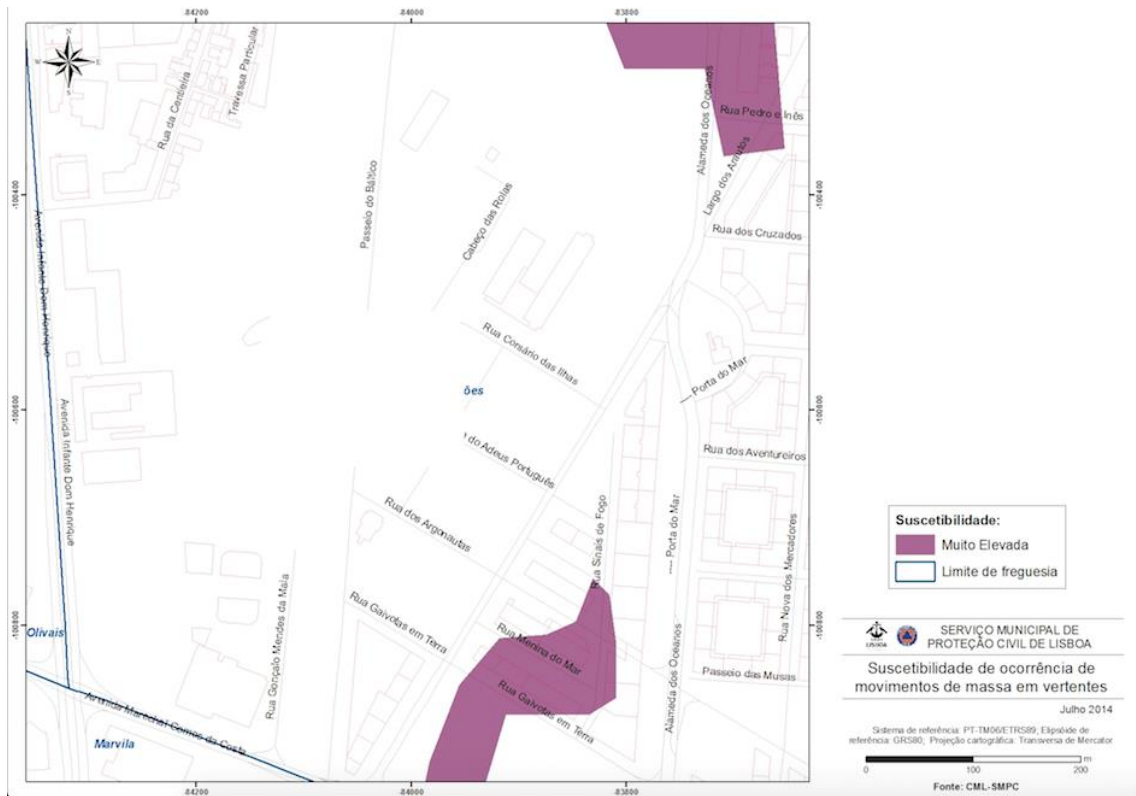 -84200
-84000
-83800
N
W
E
S
Rua da Centieira
Travessa Particular
Alameda dos Oceanos
Rua Pedro e Inês
Largo dos Arautos
-100400
-100400
Passeio do Báltico
Cabeço das Rolas
Rua dos Cruzados
Avenida Infante Dom Henrique
Rua Corsário das Ilhas
Porta do Mar
ões
-100600
-100600
Avenida Infante Dom Henrique
do Adeus Português
Rua dos Aventureiros
Rua dos Argonautas
Rua Sinais de Fogo
Porta do Mar
Rua Nova dos Mercadores
Rua Gaivotas em Terra
Rua Gonçalo Mendes da Maia
Rua Menina do Mar
-100800
-100800
Olivais
Alameda dos Oceanos
Passeio das Musas
Rua Gaivotas em Terra
Avenida Marechal Gomes da Costa
Marvila
-84200
-84000
-83800
Suscetibilidade:
Muito Elevada
Limite de freguesia
LISBOA
SERVIÇO MUNICIPAL DE
PROTEÇÃO CIVIL DE LISBOA
Suscetibilidade de ocorrência de
movimentos de massa em vertentes
Julho 2014
Sistema de referência: PT-TM06/ETRS89; Elipsóide de
referência: GRS80; Projeção cartográfica: Transversa de Mercator
m
0 100 200
Fonte: CML-SMPC